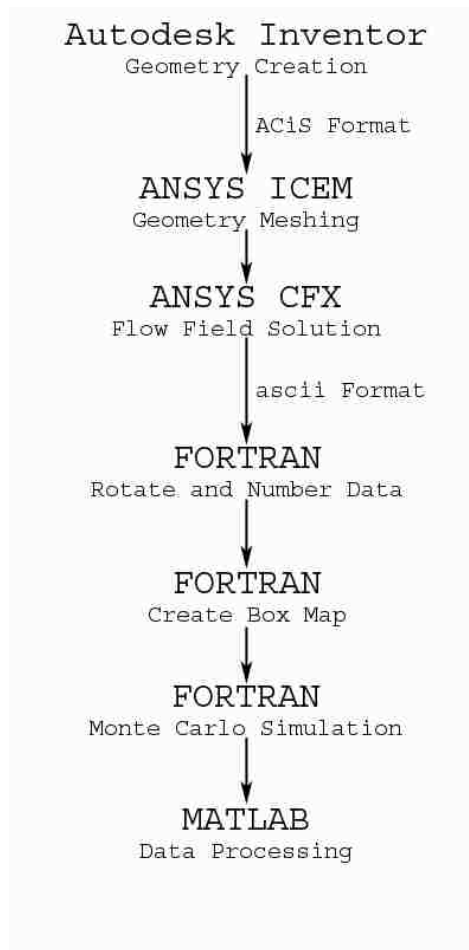 Autodesk Inventor
Geometry Creation
ACiS Format
ANSYS ICEM
Geometry Meshing
ANSYS CFX
Flow Field Solution
ascii Format
FORTRAN
Rotate and Number Data
FORTRAN
Create Box Map
FORTRAN
Monte Carlo Simulation
MATLAB
Data Processing